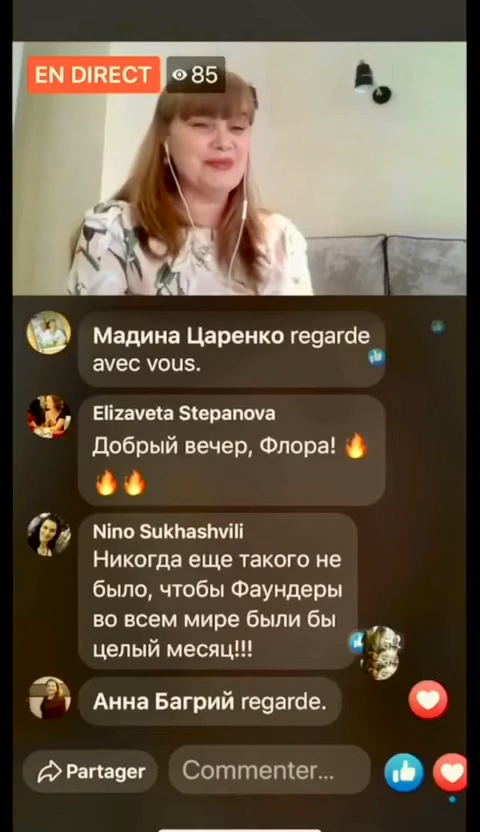 EN DIRECT 85
Мадина Царенко regarde
avec vous.
Elizaveta Stepanova
Добрый вечер, Флора! 🔥
🔥🔥
Nino Sukhashvili
Никогда еще такого не
было, чтобы Фаундеры
во всем мире были бы
целый месяц!!!
Анна Багрий regarde.
Partager
Commenter...